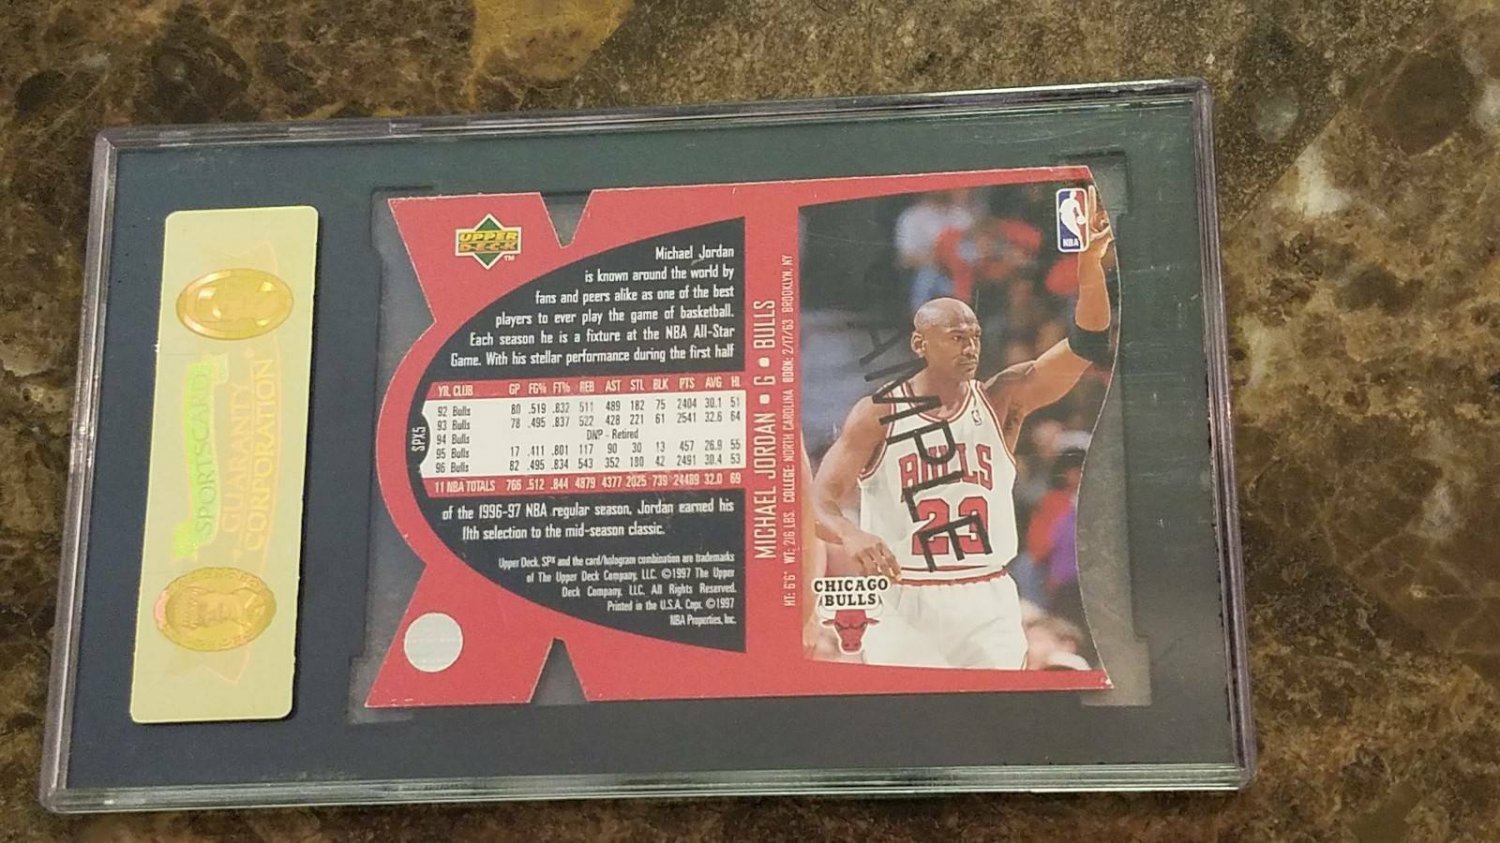 SPORTSCARD
GUARANTY
CORPORATION
UPPER
DECK
TM
Michael Jordan
is known around the world by
fans and peers alike as one of the best
players to ever play the game of basketball.
Each season he is a fixture at the NBA All-Star
Game. With his stellar performance during the first half
YR. CLUB GP FG% FT% REB AST STL BLK PTS AVG HI
92 Bulls 80 .519 .832 511 489 182 75 2404 30.1 51
93 Bulls 78 .495 .837 522 428 221 61 2541 32.6 64
94 Bulls DNP - Retired
95 Bulls 17 .411 .801 117 90 30 13 457 26.9 55
96 Bulls 82 .495 .834 543 352 180 42 2491 30.4 53
11 NBA TOTALS 766 .512 .844 4879 4377 2025 739 24489 32.0 69
of the 1996-97 NBA regular season, Jordan earned his
11th selection to the mid-season classic.
Upper Deck, SPX and the card/hologram combination are trademarks
of The Upper Deck Company, LLC. ©1997 The Upper
Deck Company, LLC. All Rights Reserved.
Printed in the U.S.A. Copr. ©1997
NBA Properties, Inc.
SPX5
MICHAEL JORDAN • G • BULLS
HT: 6'6" WT: 216 LBS. COLLEGE: NORTH CAROLINA BORN: 2/17/63 BROOKLYN, NY
NBA
SAMPLE
BULLS
23
CHICAGO
BULLS